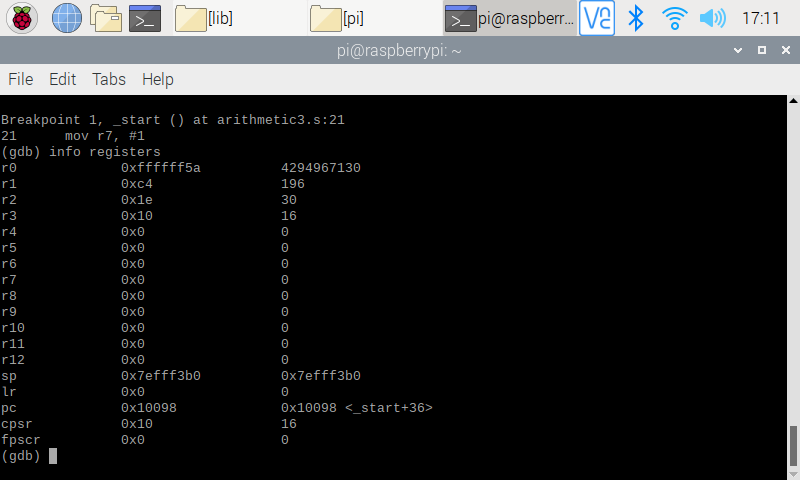 [lib] [pi] pi@raspberr... 17:11
pi@raspberrypi: ~
File Edit Tabs Help
Breakpoint 1, _start () at arithmetic3.s:21
21      mov r7, #1
(gdb) info registers
r0             0xffffff5a          4294967130
r1             0xc4                196
r2             0x1e                30
r3             0x10                16
r4             0x0                 0
r5             0x0                 0
r6             0x0                 0
r7             0x0                 0
r8             0x0                 0
r9             0x0                 0
r10            0x0                 0
r11            0x0                 0
r12            0x0                 0
sp             0x7efff3b0          0x7efff3b0
lr             0x0                 0
pc             0x10098             0x10098 <_start+36>
cpsr           0x10                16
fpscr          0x0                 0
(gdb)